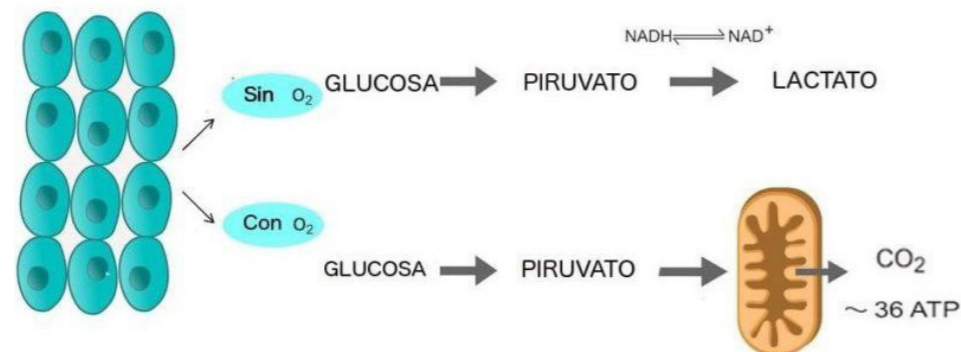 NADH ⇌ NAD⁺
Sin O₂ GLUCOSA PIRUVATO LACTATO
Con O₂
GLUCOSA PIRUVATO CO₂
~ 36 ATP